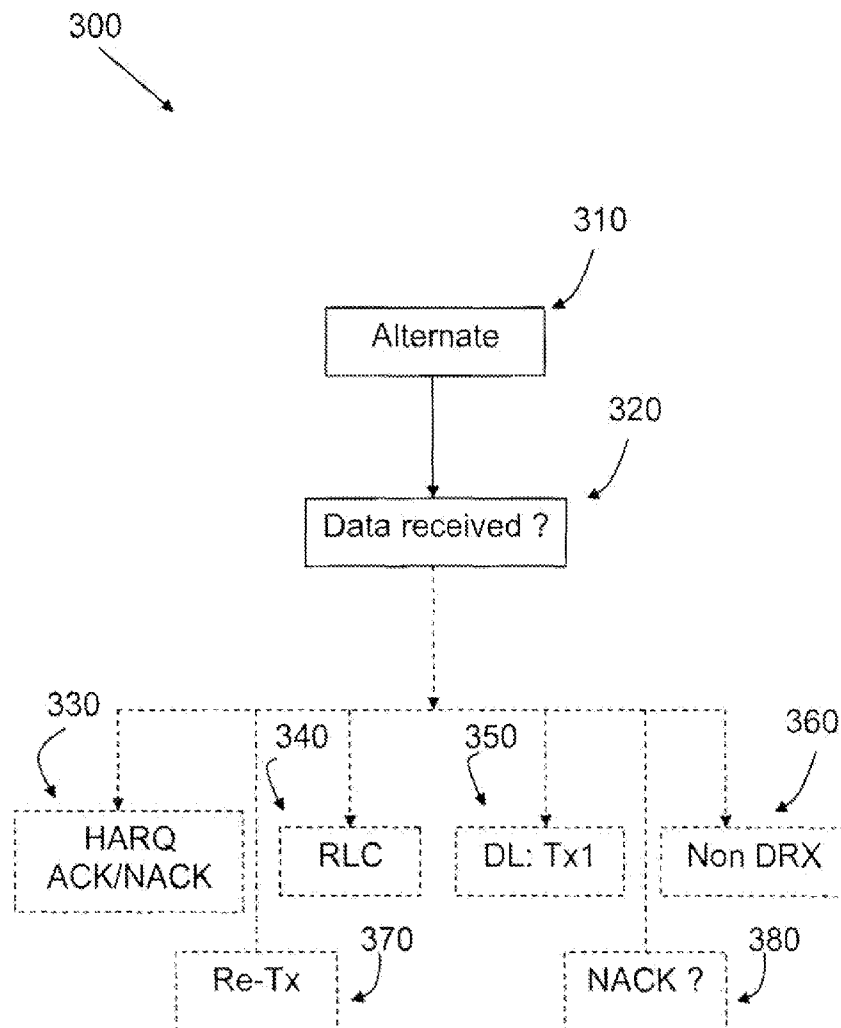 300
310
Alternate
320
Data received ?
330
340
350
360
HARQ
ACK/NACK
RLC
DL: Tx1
Non DRX
370
380
Re-Tx
NACK ?